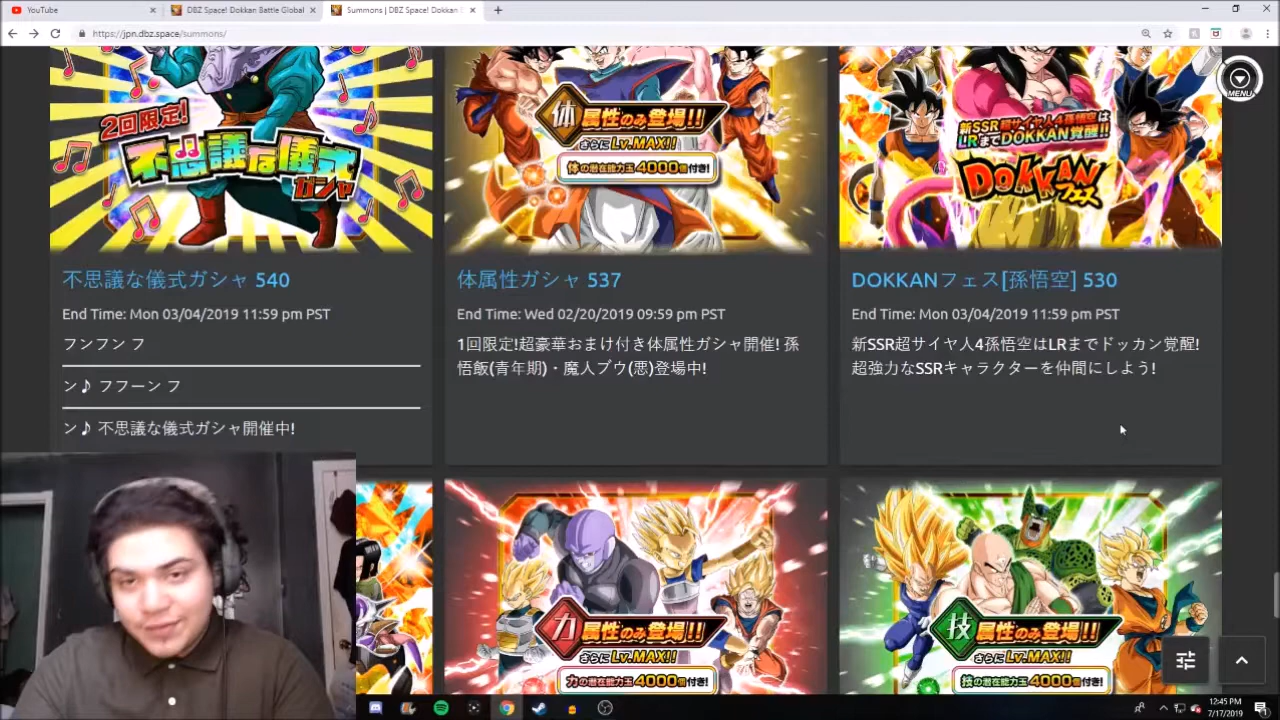 YouTube
DBZ Space! Dokkan Battle Global
Summons | DBZ Space! Dokkan
https://jpn.dbz.space/summons/
MENU
2回限定!
不思議な儀式
ガシャ
体
属性のみ登場!!
さらにLv.MAX!!
体の潜在能力玉4000個付き!
新SSR超サイヤ人4孫悟空は
LRまでDOKKAN覚醒!!
DOKKAN
フェス
不思議な儀式ガシャ 540
End Time: Mon 03/04/2019 11:59 pm PST
フンフン フ
ン♪ フフーン フ
ン♪ 不思議な儀式ガシャ開催中!
体属性ガシャ 537
End Time: Wed 02/20/2019 09:59 pm PST
1回限定!超豪華おまけ付き体属性ガシャ開催! 孫
悟飯(青年期)・魔人ブウ(悪)登場中!
DOKKANフェス[孫悟空] 530
End Time: Mon 03/04/2019 11:59 pm PST
新SSR超サイヤ人4孫悟空はLRまでドッカン覚醒!
超強力なSSRキャラクターを仲間にしよう!
力
属性のみ登場!!
さらにLv.MAX!!
力の潜在能力玉4000個付き!
技
属性のみ登場!!
さらにLv.MAX!!
技の潜在能力玉4000個付き!
12:45 PM
7/17/2019